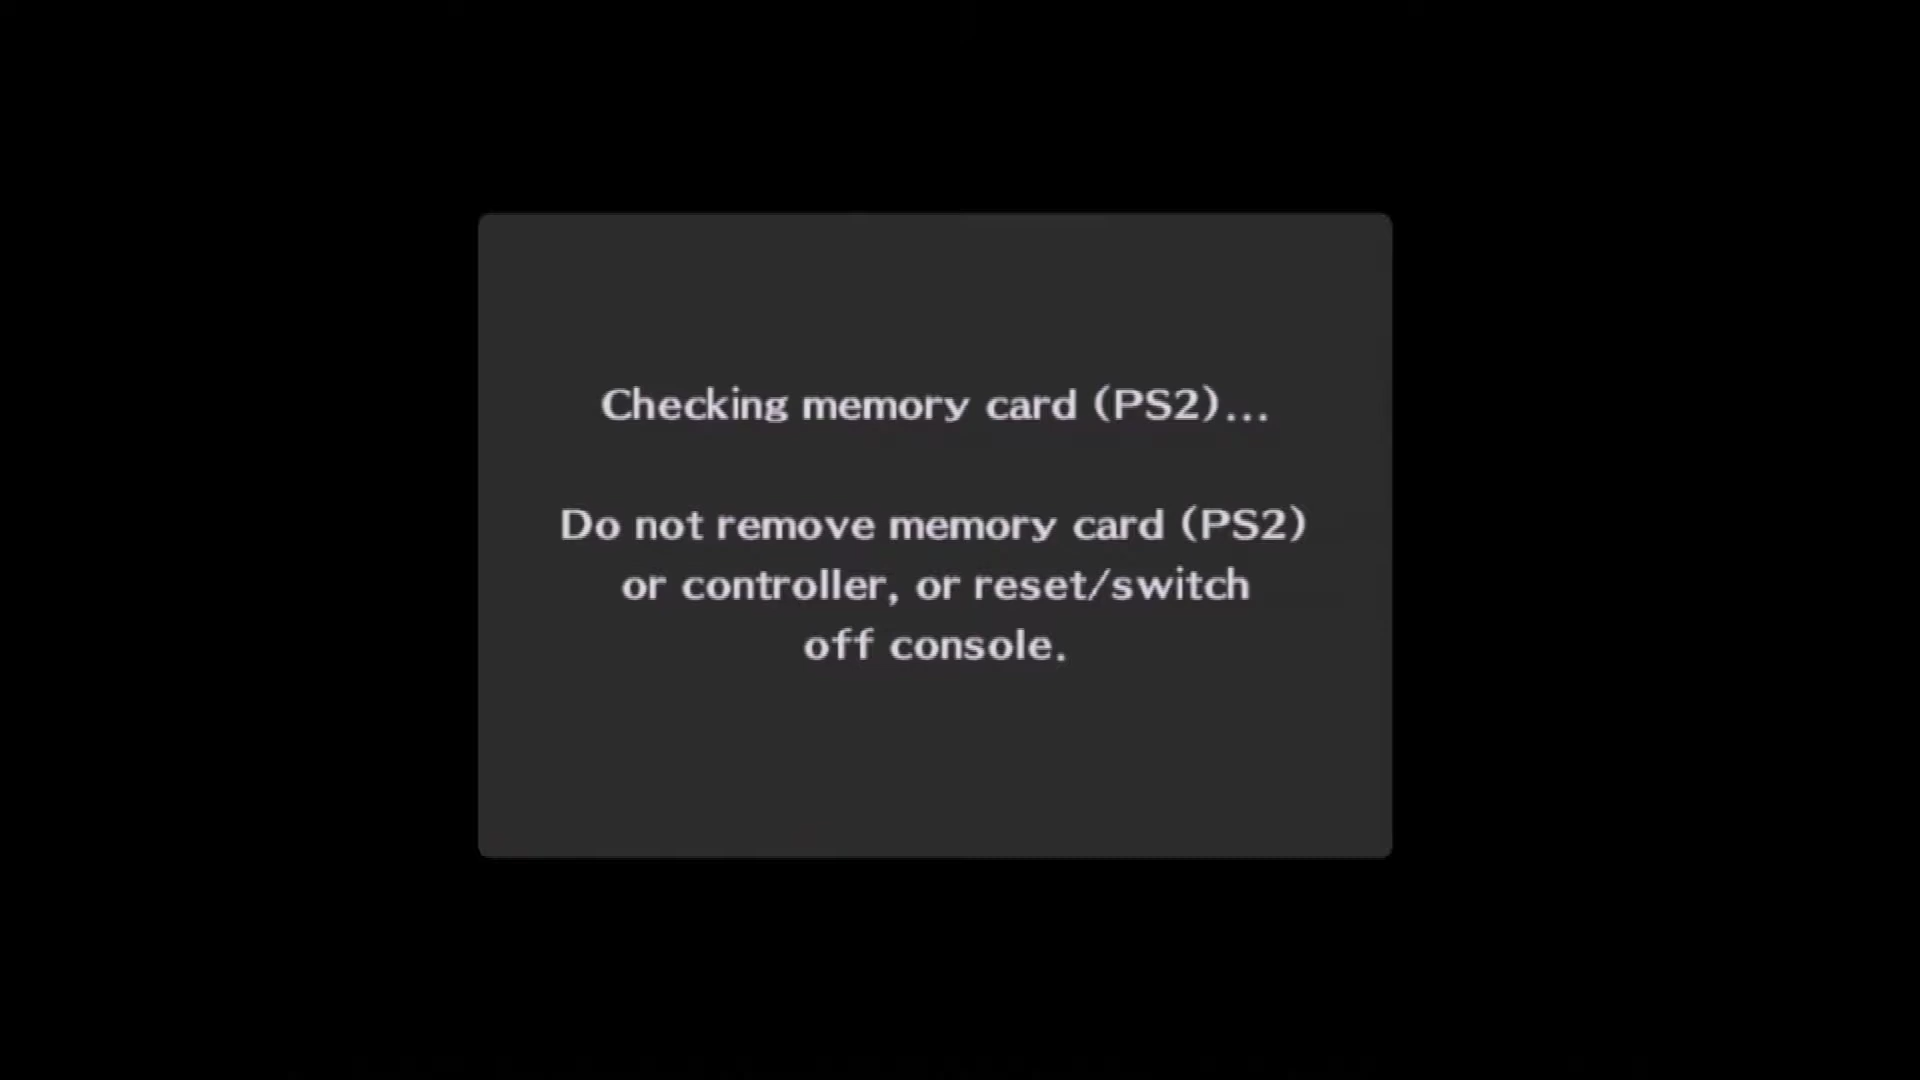 Checking memory card (PS2)...
Do not remove memory card (PS2)
or controller, or reset/switch
off console.